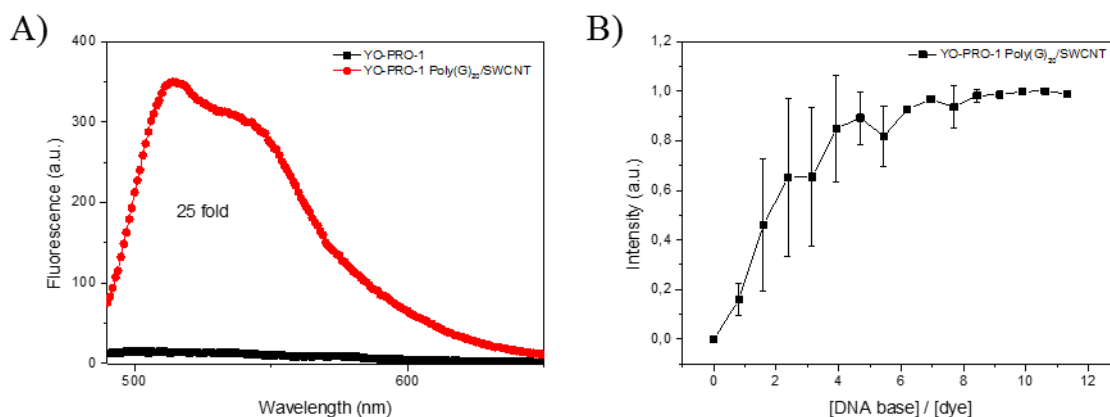 A)
YO-PRO-1
YO-PRO-1 Poly(G)₂₀/SWCNT
25 fold
Fluorescence (a.u.)
400
300
200
100
0
500
600
Wavelength (nm)
B)
YO-PRO-1 Poly(G)₂₀/SWCNT
Intensity (a.u.)
1,2
1,0
0,8
0,6
0,4
0,2
0,0
0
2
4
6
8
10
12
[DNA base] / [dye]